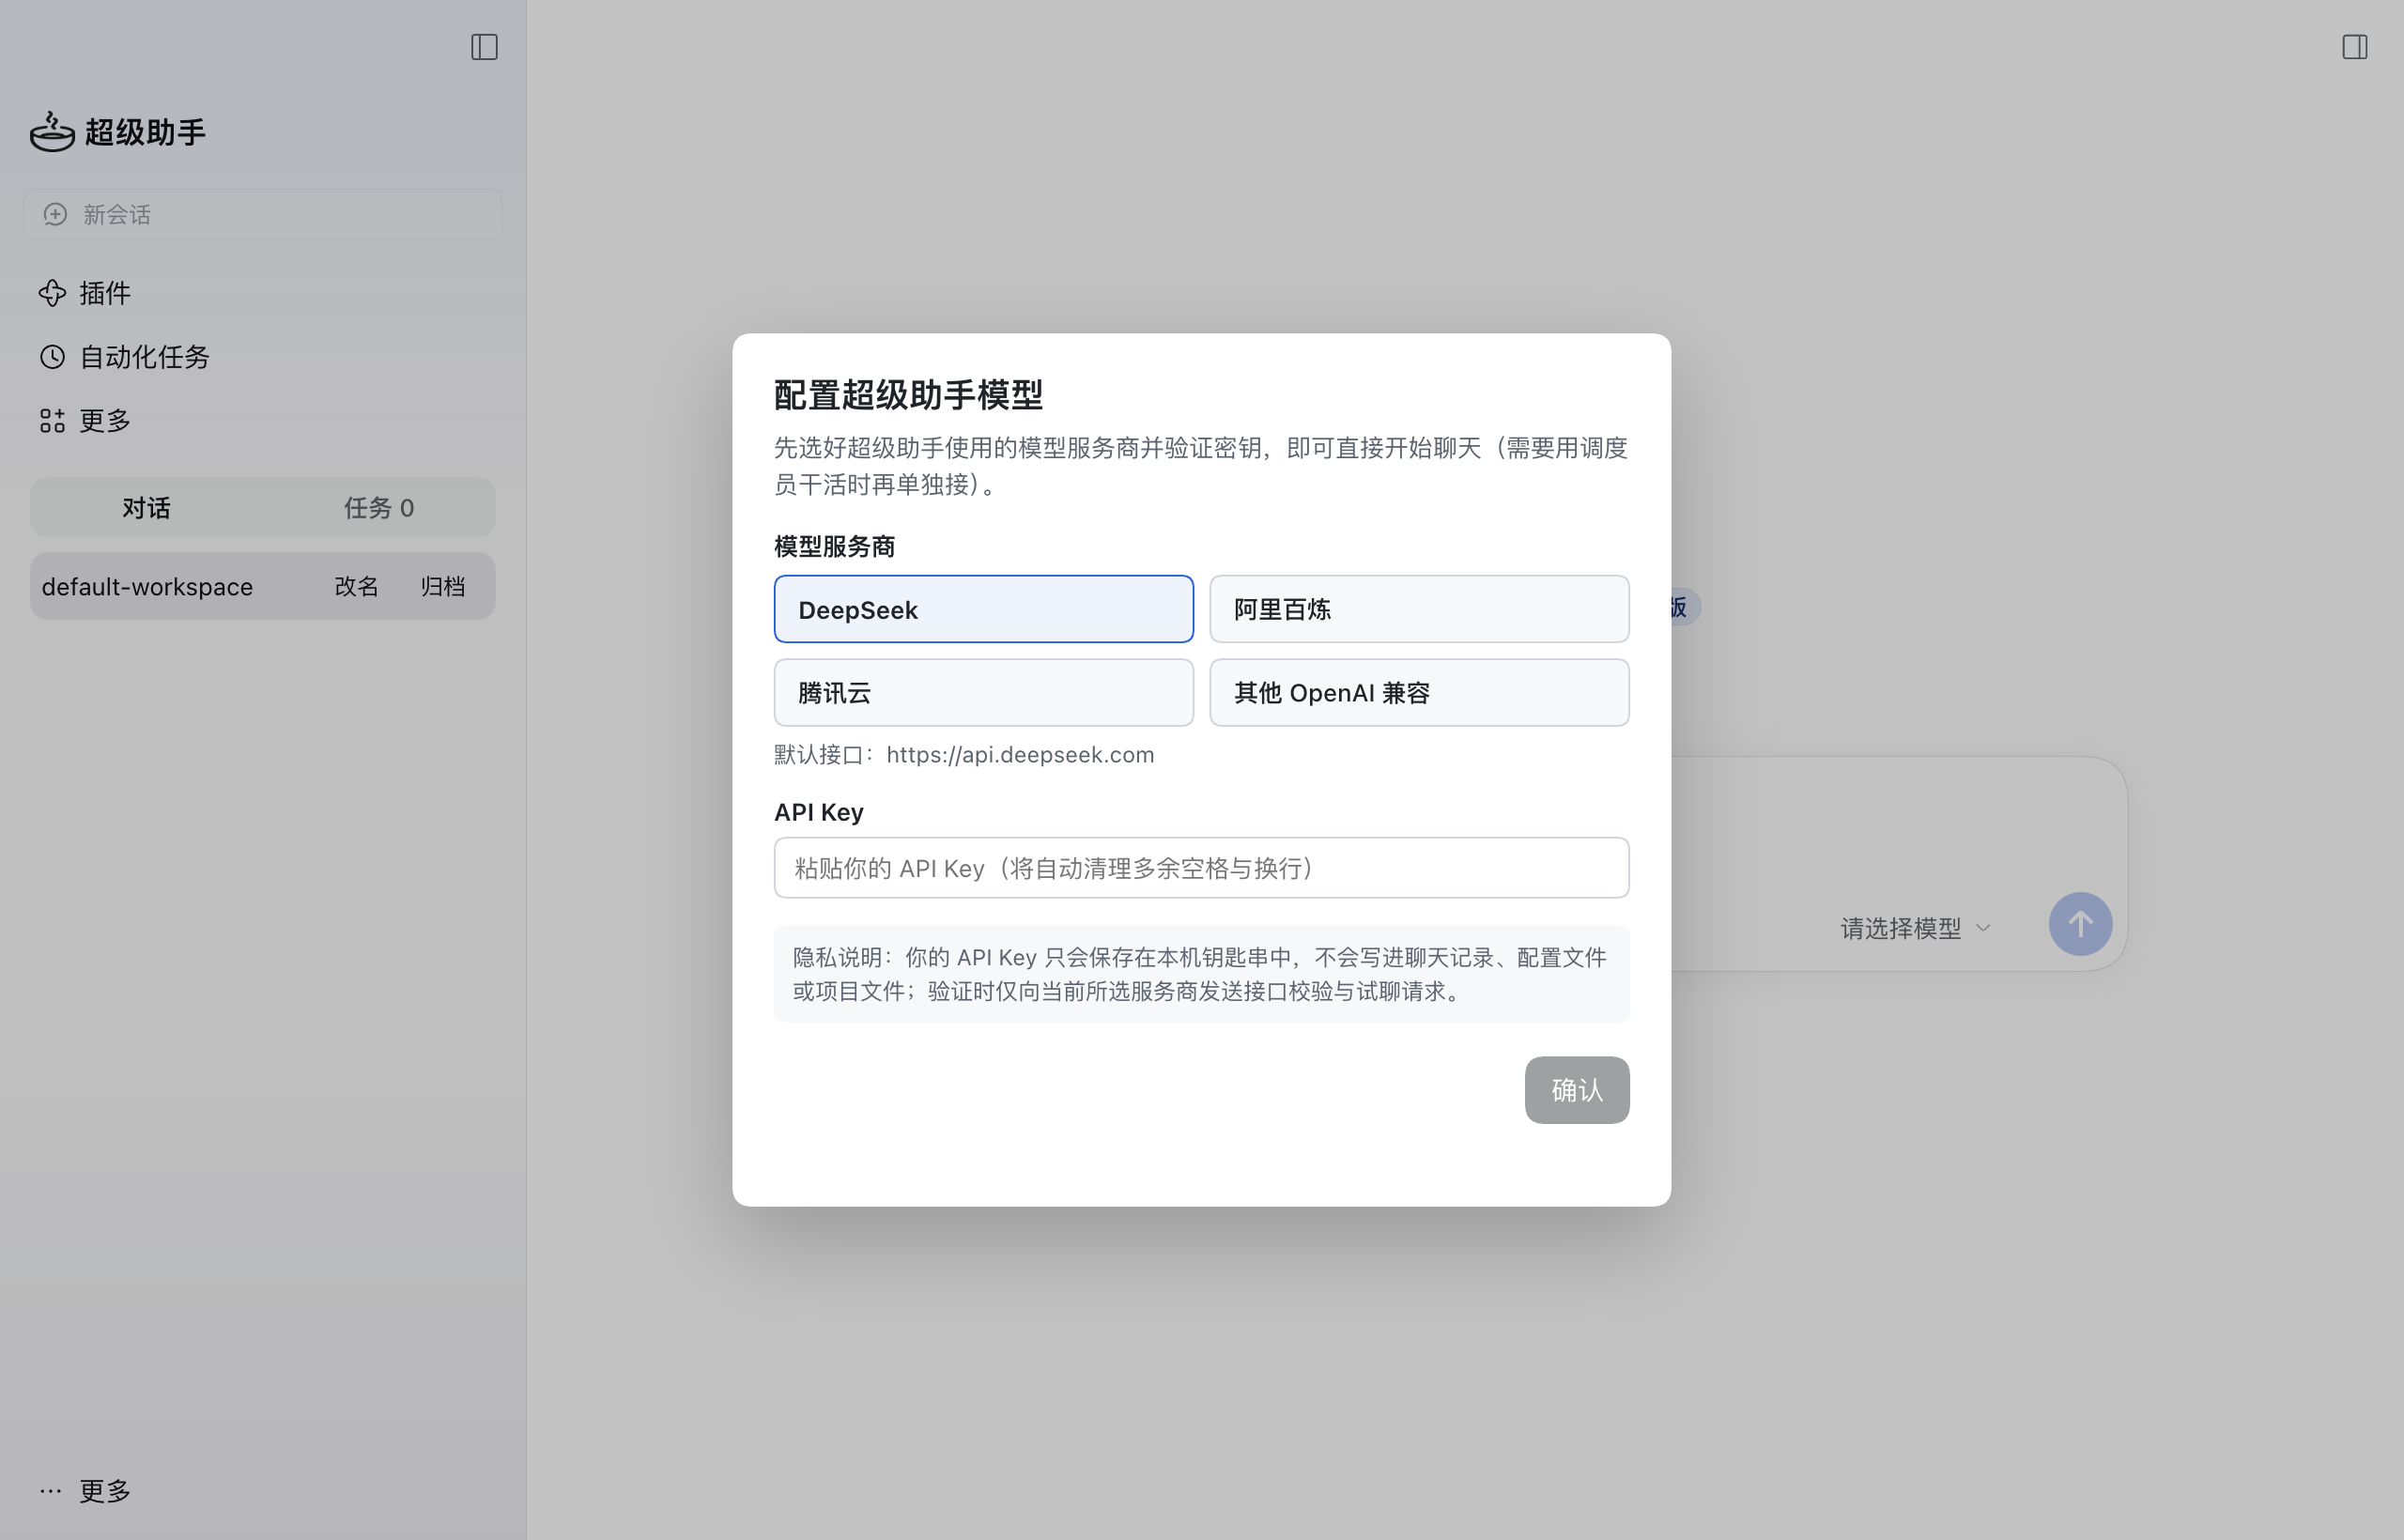 超级助手
新会话
插件
自动化任务
更多
对话 任务 0
default-workspace 改名 归档
更多
配置超级助手模型
先选好超级助手使用的模型服务商并验证密钥，即可直接开始聊天（需要用调度
员干活时再单独接）。
模型服务商
DeepSeek 阿里百炼
腾讯云 其他 OpenAI 兼容
默认接口：https://api.deepseek.com
API Key
粘贴你的 API Key（将自动清理多余空格与换行）
隐私说明：你的 API Key 只会保存在本机钥匙串中，不会写进聊天记录、配置文件
或项目文件；验证时仅向当前所选服务商发送接口校验与试聊请求。
确认
版
请选择模型